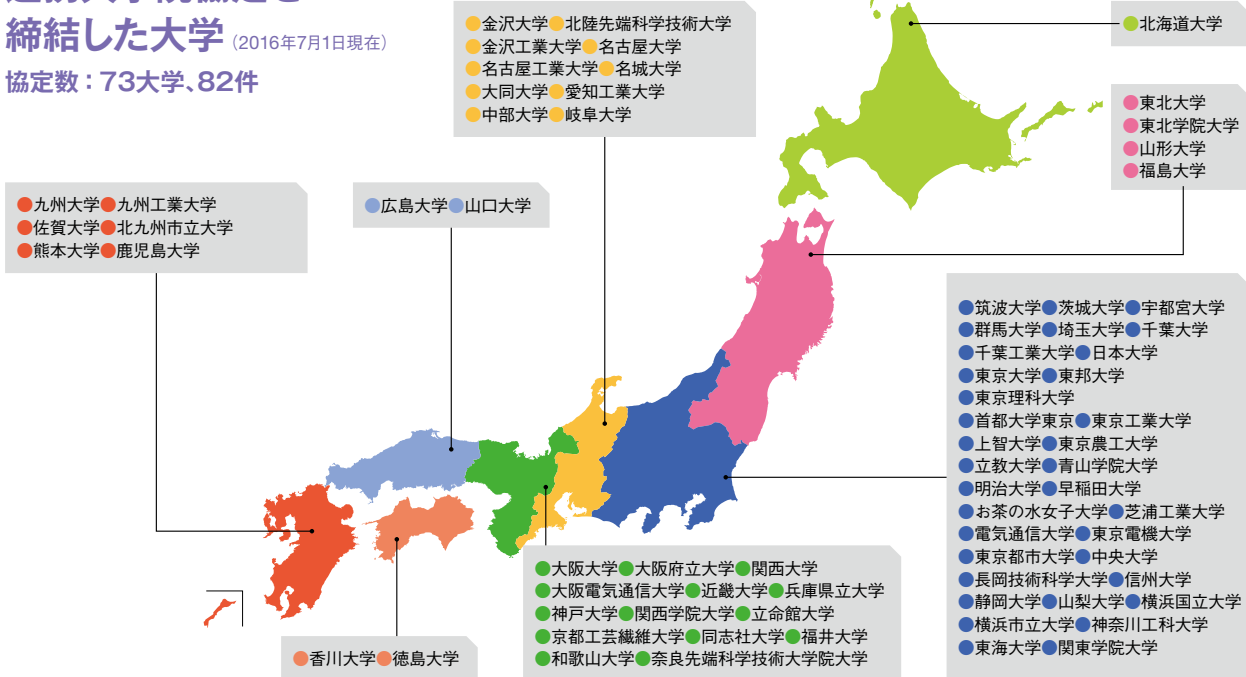 連携大学院協定を
締結した大学(2016年7月1日現在)
協定数:73大学、82件
●金沢大学●北陸先端科学技術大学
●金沢工業大学●名古屋大学
●名古屋工業大学●名城大学
●大同大学●愛知工業大学
●中部大学●岐阜大学
●北海道大学
●東北大学
●東北学院大学
●山形大学
●福島大学
●九州大学●九州工業大学
●佐賀大学●北九州市立大学
●熊本大学●鹿児島大学
●広島大学●山口大学
●筑波大学●茨城大学●宇都宮大学
●群馬大学●埼玉大学●千葉大学
●千葉工業大学●日本大学
●東京大学●東邦大学
●東京理科大学
●首都大学東京●東京工業大学
●上智大学●東京農工大学
●立教大学●青山学院大学
●明治大学●早稲田大学
●お茶の水女子大学●芝浦工業大学
●電気通信大学●東京電機大学
●東京都市大学●中央大学
●長岡技術科学大学●信州大学
●静岡大学●山梨大学●横浜国立大学
●横浜市立大学●神奈川工科大学
●東海大学●関東学院大学
●大阪大学●大阪府立大学●関西大学
●大阪電気通信大学●近畿大学●兵庫県立大学
●神戸大学●関西学院大学●立命館大学
●京都工芸繊維大学●同志社大学●福井大学
●和歌山大学●奈良先端科学技術大学院大学
●香川大学●徳島大学